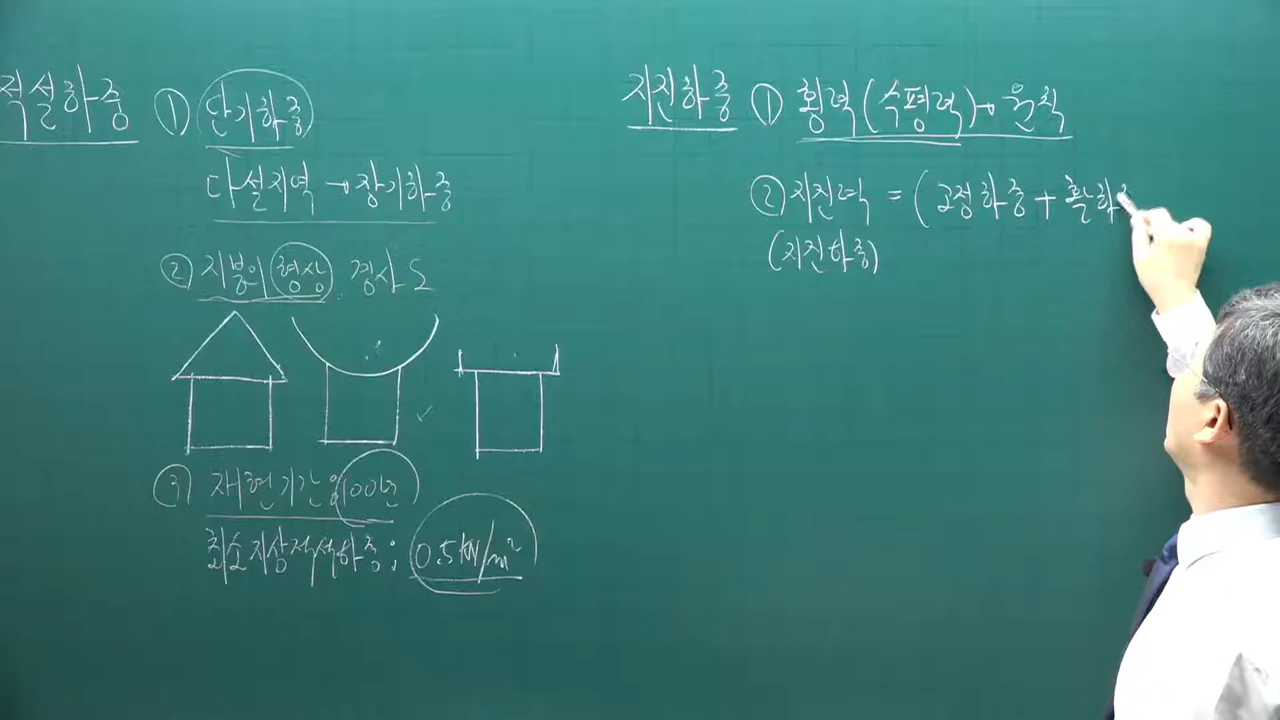 적설하중 ① 단기하중
다설지역 → 장기하중
② 지붕의 형상 경사
③ 재현기간 100년
최소지상적설하중 : 0.5 kN/m²
지진하중 ① 횡력(수평력) → 원칙
② 지진력 = (고정하중 + 활하중
(지진하중)